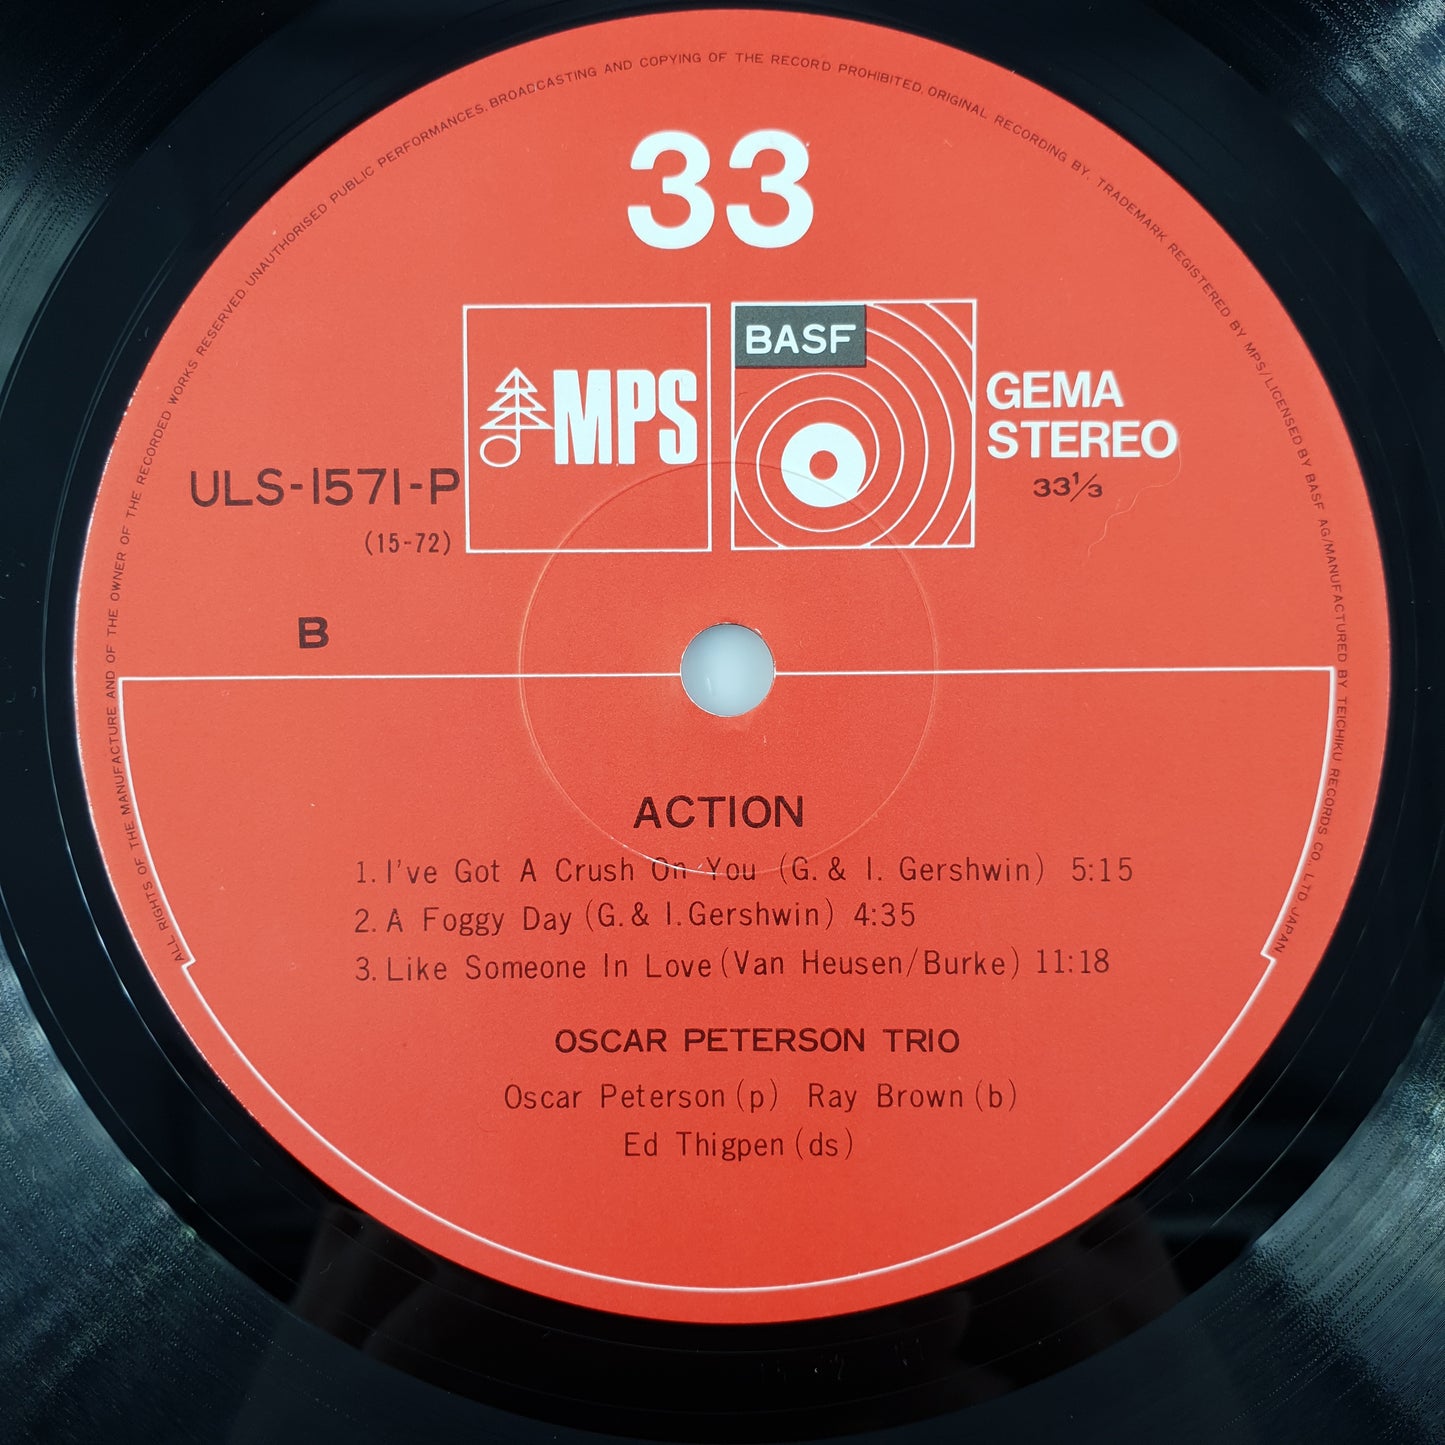 ALL RIGHTS OF THE MANUFACTURE AND OF THE OWNER OF THE RECORDED WORKS RESERVED. UNAUTHORISED PUBLIC PERFORMANCES. BROADCASTING AND COPYING OF THE RECORD PROHIBITED. ORIGINAL RECORDING BY, TRADEMARK REGISTERED BY MPS/LICENSED BY BASF AG/MANUFACTURED BY TEICHIKU RECORDS CO., LTD JAPAN
33
MPS
BASF
GEMA
STEREO
33⅓
ULS-1571-P
(15-72)
B
ACTION
1. I've Got A Crush On You (G. & I. Gershwin) 5:15
2. A Foggy Day (G. & I. Gershwin) 4:35
3. Like Someone In Love (Van Heusen/Burke) 11:18
OSCAR PETERSON TRIO
Oscar Peterson (p) Ray Brown (b)
Ed Thigpen (ds)